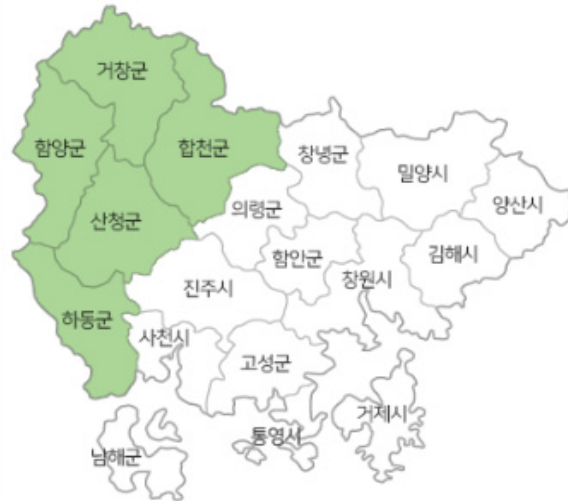 거창군
함양군
합천군
창녕군
밀양시
양산시
산청군
의령군
함안군
김해시
진주시
창원시
하동군
사천시
고성군
거제시
통영시
남해군